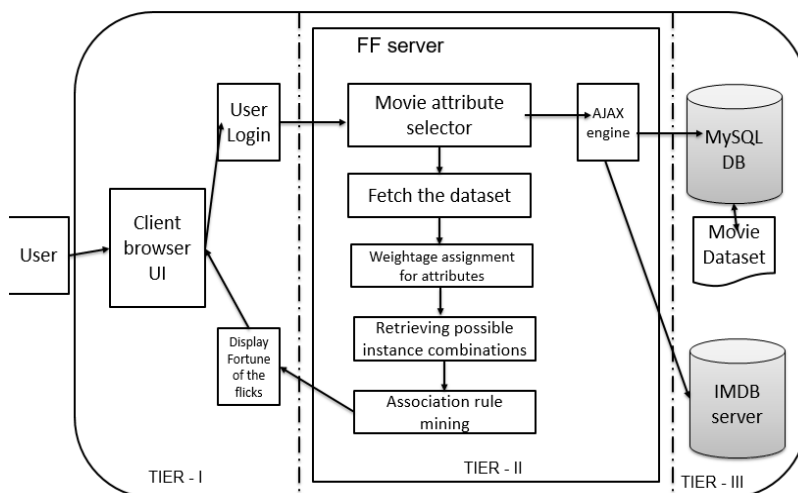 FF server
User
Login
Movie attribute
selector
AJAX
engine
MySQL
DB
Fetch the dataset
Client
browser
UI
User
Movie
Dataset
Weightage assignment
for attributes
Retrieving possible
instance combinations
Display
Fortune
of the
flicks
Association rule
mining
IMDB
server
TIER - I
TIER - II
TIER - III